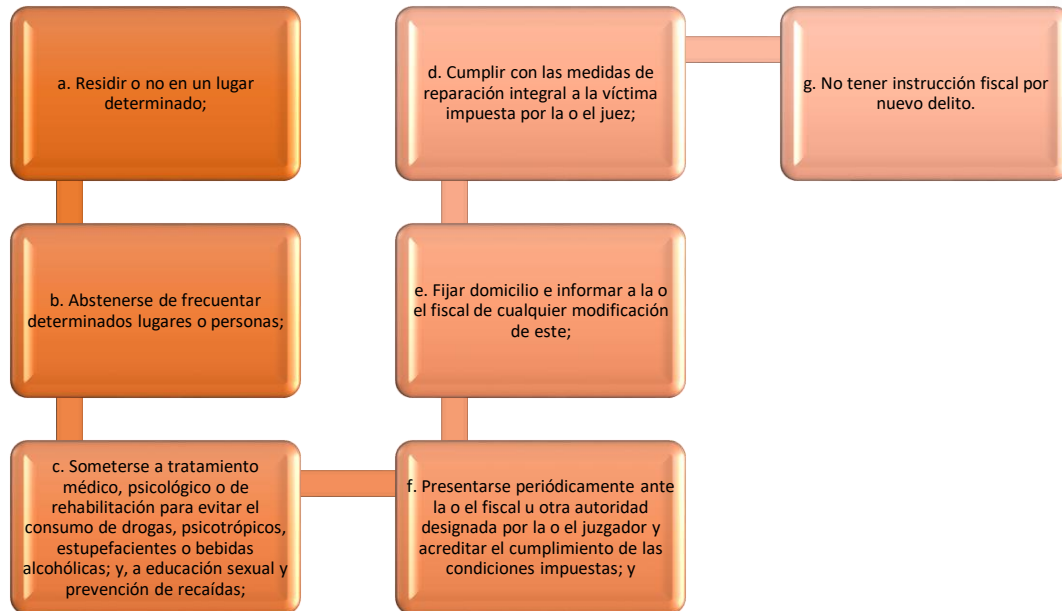 a. Residir o no en un lugar
determinado;
b. Abstenerse de frecuentar
determinados lugares o personas;
c. Someterse a tratamiento
médico, psicológico o de
rehabilitación para evitar el
consumo de drogas, psicotrópicos,
estupefacientes o bebidas
alcohólicas; y, a educación sexual y
prevención de recaídas;
d. Cumplir con las medidas de
reparación integral a la víctima
impuesta por la o el juez;
e. Fijar domicilio e informar a la o
el fiscal de cualquier modificación
de este;
f. Presentarse periódicamente ante
la o el fiscal u otra autoridad
designada por la o el juzgador y
acreditar el cumplimiento de las
condiciones impuestas; y
g. No tener instrucción fiscal por
nuevo delito.